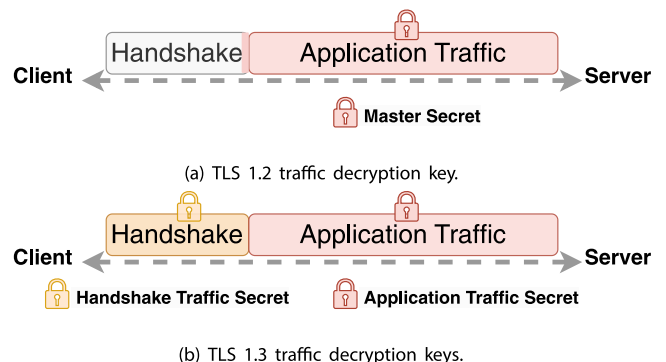 Handshake Application Traffic
Client Server
Master Secret
(a) TLS 1.2 traffic decryption key.
Handshake Application Traffic
Client Server
Handshake Traffic Secret Application Traffic Secret
(b) TLS 1.3 traffic decryption keys.